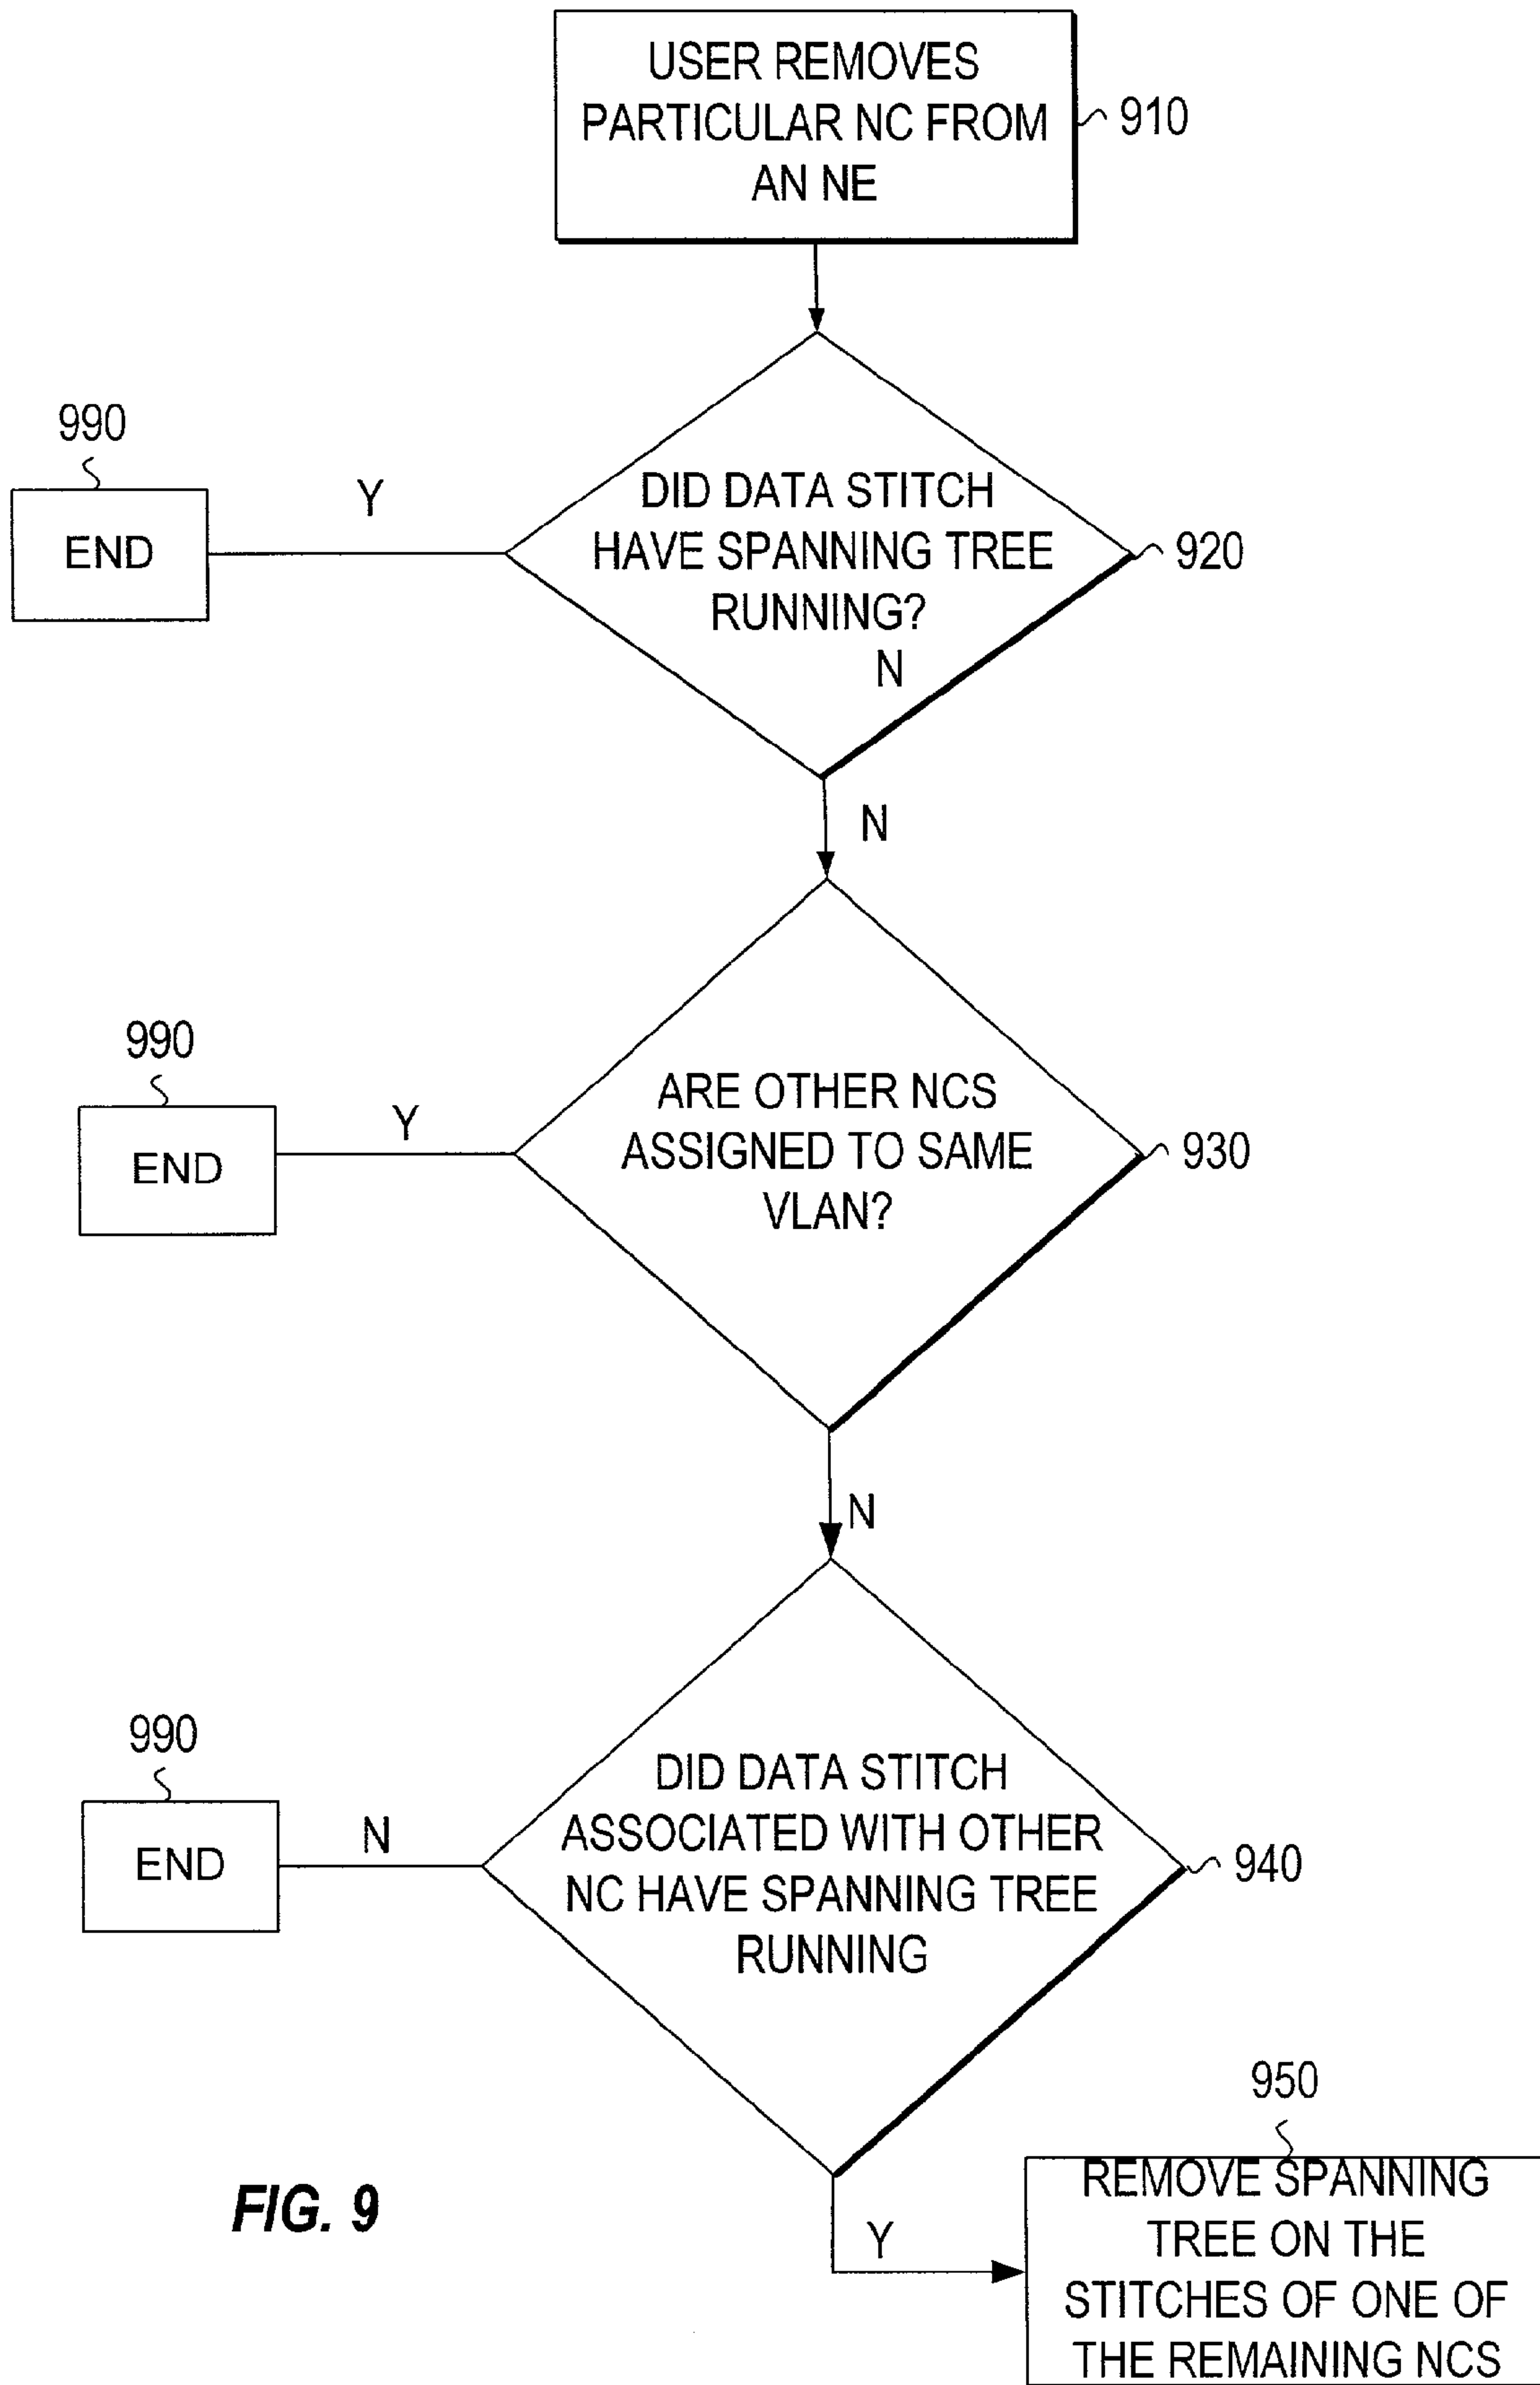 USER REMOVES
PARTICULAR NC FROM
AN NE
910
990
END
Y
DID DATA STITCH
HAVE SPANNING TREE
RUNNING?
N
920
N
990
END
Y
ARE OTHER NCS
ASSIGNED TO SAME
VLAN?
930
N
990
END
N
DID DATA STITCH
ASSOCIATED WITH OTHER
NC HAVE SPANNING TREE
RUNNING
940
Y
950
REMOVE SPANNING
TREE ON THE
STITCHES OF ONE OF
THE REMAINING NCS
FIG. 9